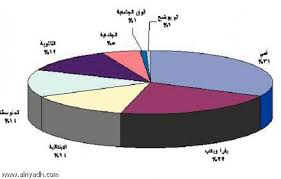 لم يوضح
١%
فوق الجامعية
١%
الجامعية
٥%
الثانوية
١٢%
المتوسطة
١٤%
الابتدائية
١٤%
يقرأ ويكتب
٢٢%
أمي
٣١%
www.alriyadh.com